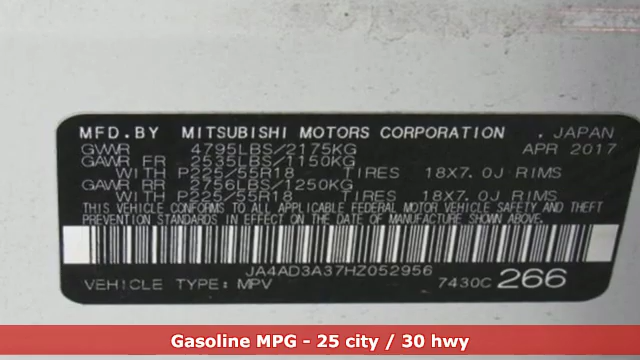 MFD.BY MITSUBISHI MOTORS CORPORATION . JAPAN
GVWR 4795LBS/2175KG APR 2017
GAWR FR 2535LBS/1150KG
WITH P225/55R18 TIRES 18X7.0J RIMS
GAWR RR 2756LBS/1250KG
WITH P225/55R18 TIRES 18X7.0J RIMS
THIS VEHICLE CONFORMS TO ALL APPLICABLE FEDERAL MOTOR VEHICLE SAFETY AND THEFT
PREVENTION STANDARDS IN EFFECT ON THE DATE OF MANUFACTURE SHOWN ABOVE.
JA4AD3A37HZ052956
VEHICLE TYPE: MPV 7430C 266
Gasoline MPG - 25 city / 30 hwy